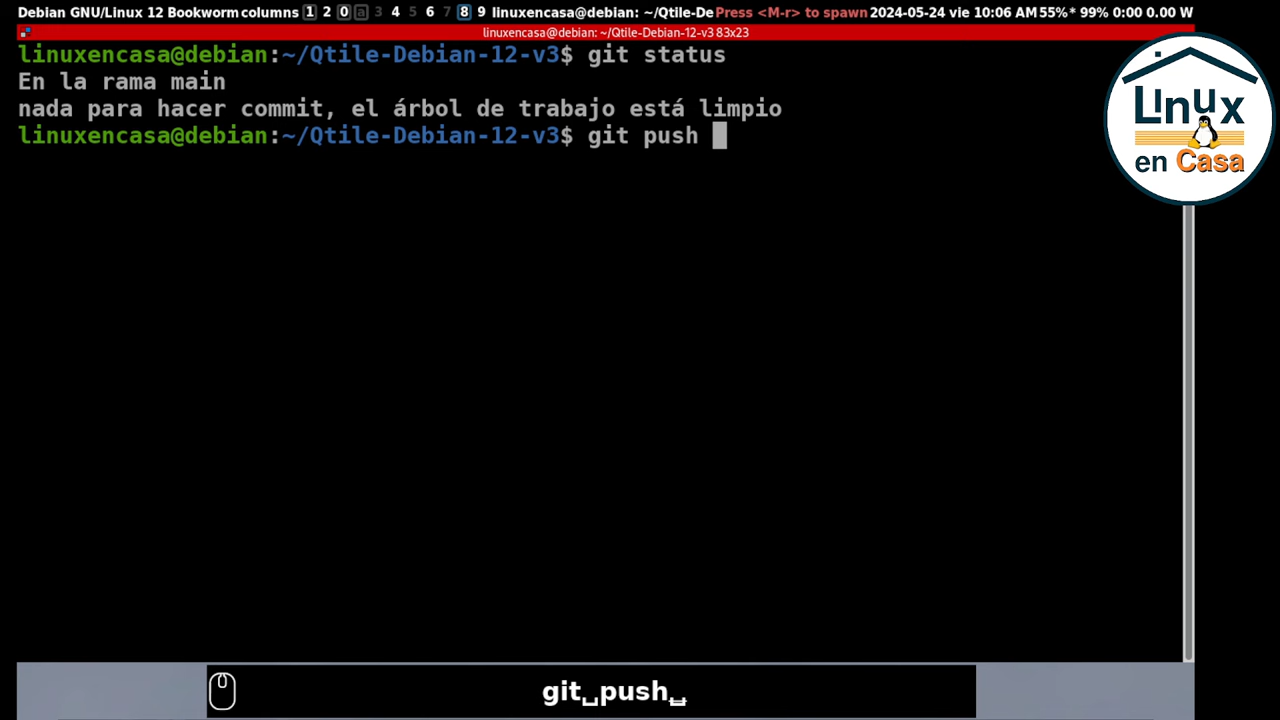 Debian GNU/Linux 12 Bookworm columns 1 2 0 a 3 4 5 6 7 8 9 linuxencasa@debian: ~/Qtile-De Press <M-r> to spawn 2024-05-24 vie 10:06 AM 55%* 99% 0:00 0.00 W
linuxencasa@debian: ~/Qtile-Debian-12-v3 83x23
linuxencasa@debian:~/Qtile-Debian-12-v3$ git status
En la rama main
nada para hacer commit, el árbol de trabajo está limpio
linuxencasa@debian:~/Qtile-Debian-12-v3$ git push
Linux
en Casa
git␣push␣